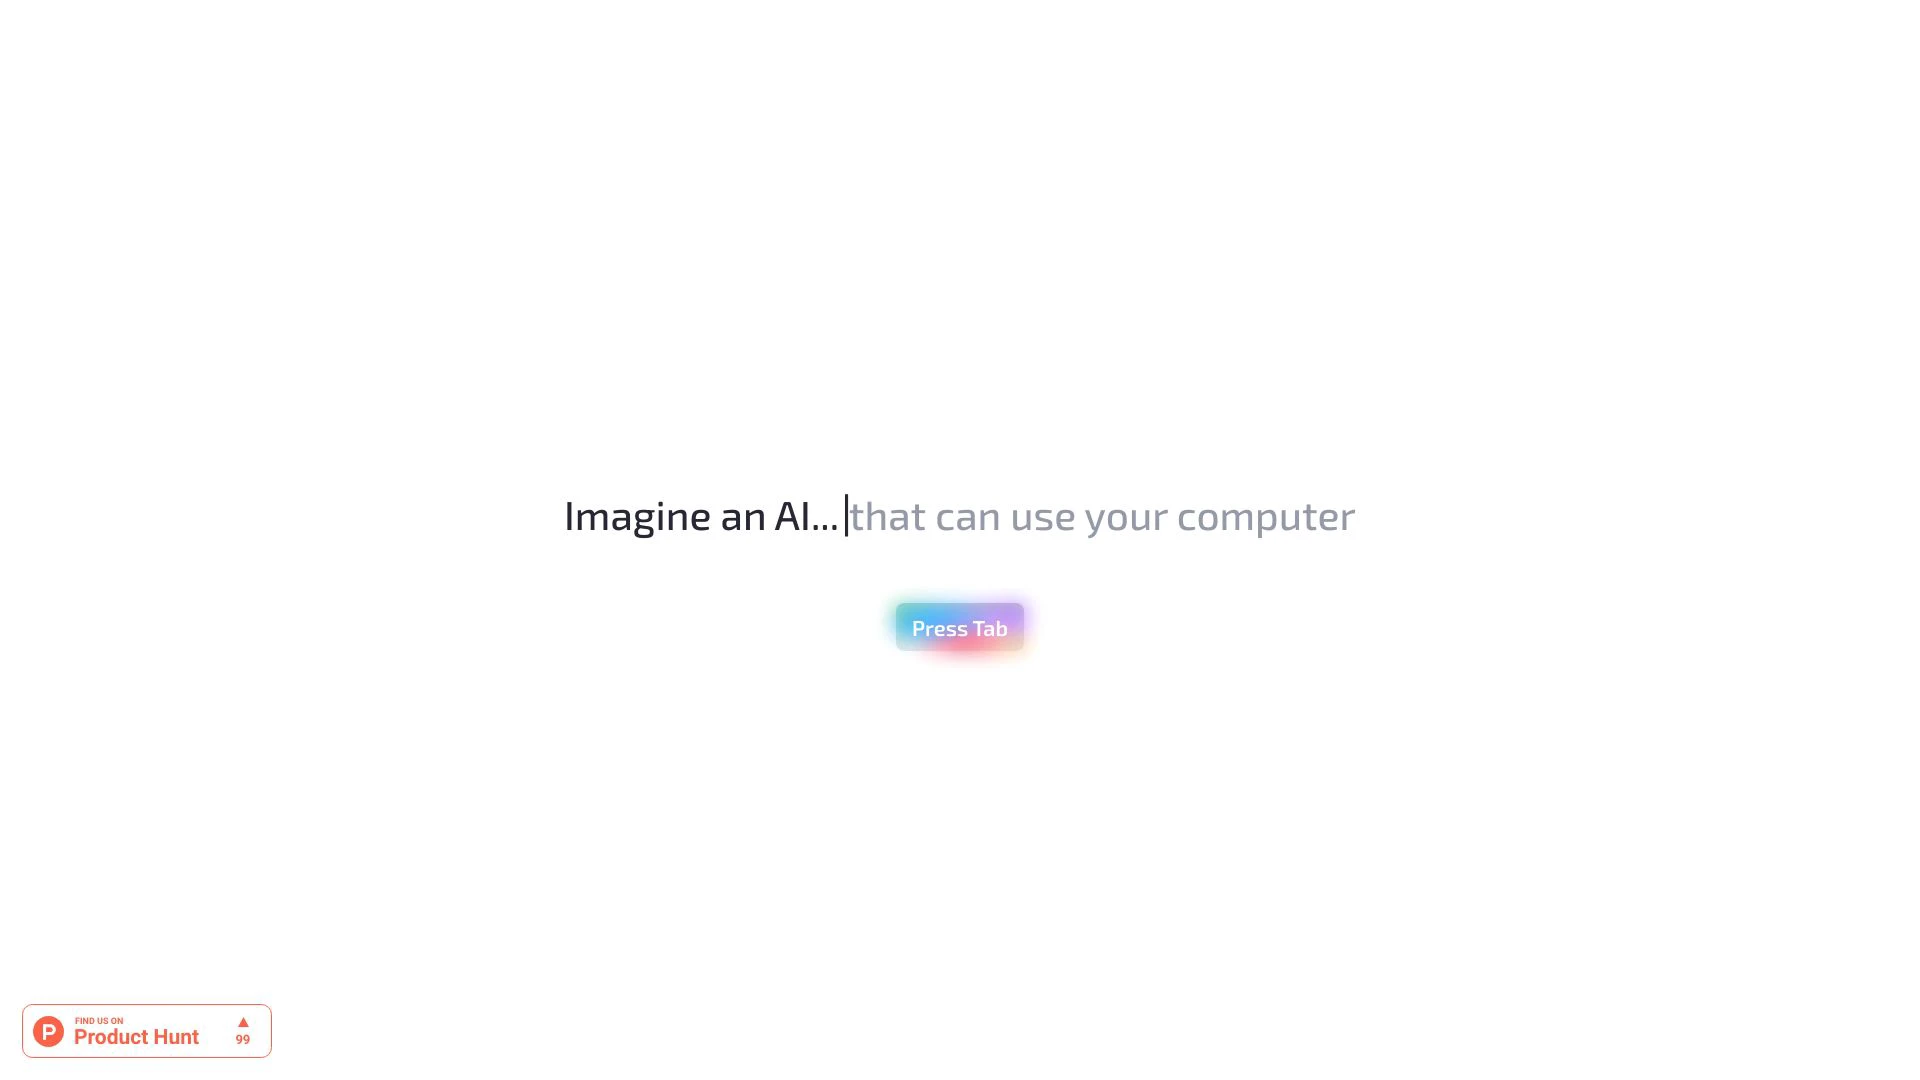 Imagine an AI... that can use your computer
Press Tab
FIND US ON
Product Hunt
▲
99